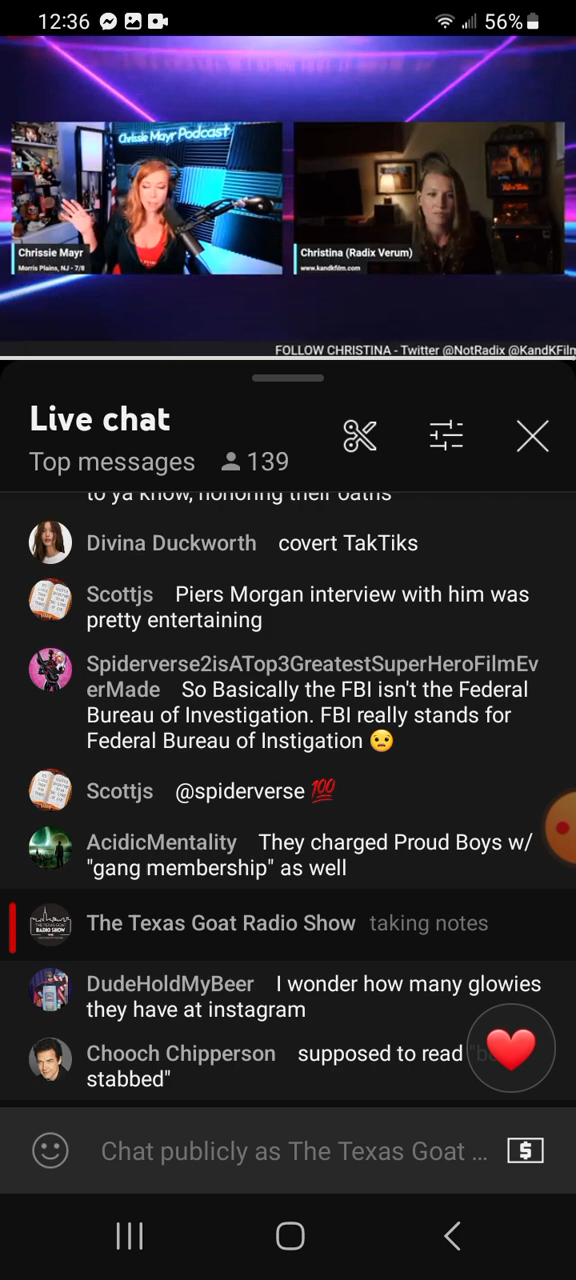 12:36
56%
Chrissie Mayr Podcast
Chrissie Mayr
Morris Plains, NJ - 7/8
Christina (Radix Verum)
www.kandkfilm.com
FOLLOW CHRISTINA - Twitter @NotRadix @KandKFilm
Live chat
Top messages 139
to ya know, honoring their oaths
Divina Duckworth covert TakTiks
Scottjs Piers Morgan interview with him was
pretty entertaining
Spiderverse2isATop3GreatestSuperHeroFilmEv
erMade So Basically the FBI isn't the Federal
Bureau of Investigation. FBI really stands for
Federal Bureau of Instigation 😟
Scottjs @spiderverse 💯
AcidicMentality They charged Proud Boys w/
"gang membership" as well
The Texas Goat Radio Show taking notes
DudeHoldMyBeer I wonder how many glowies
they have at instagram
Chooch Chipperson supposed to read
stabbed"
Chat publicly as The Texas Goat ...
$